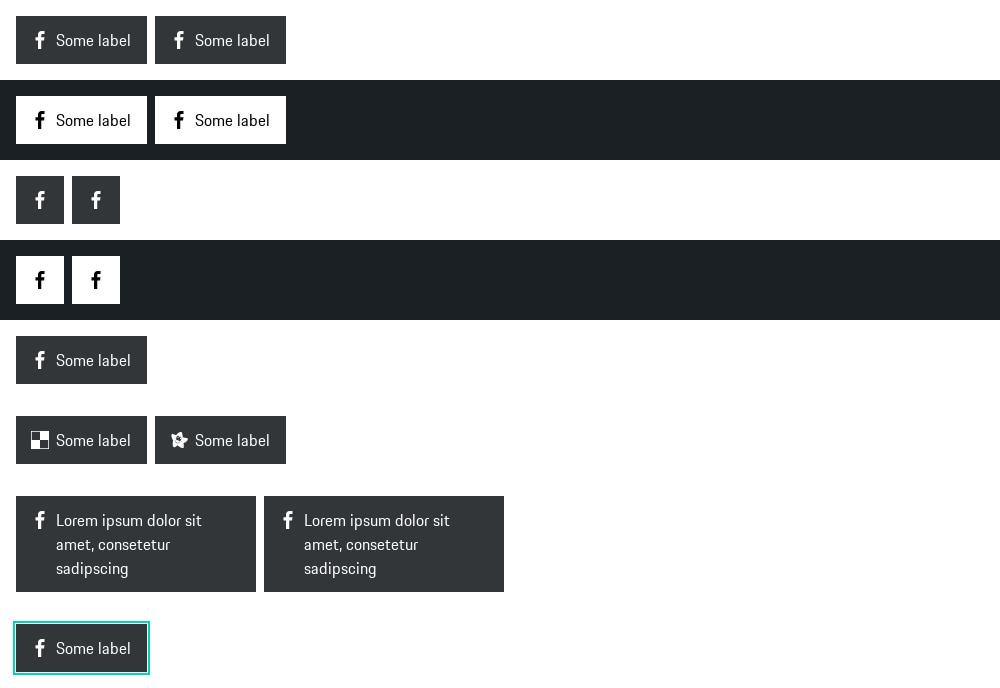 Some label Some label
Some label Some label
Some label
Some label Some label
Lorem ipsum dolor sit
amet, consetetur
sadipscing
Lorem ipsum dolor sit
amet, consetetur
sadipscing
Some label